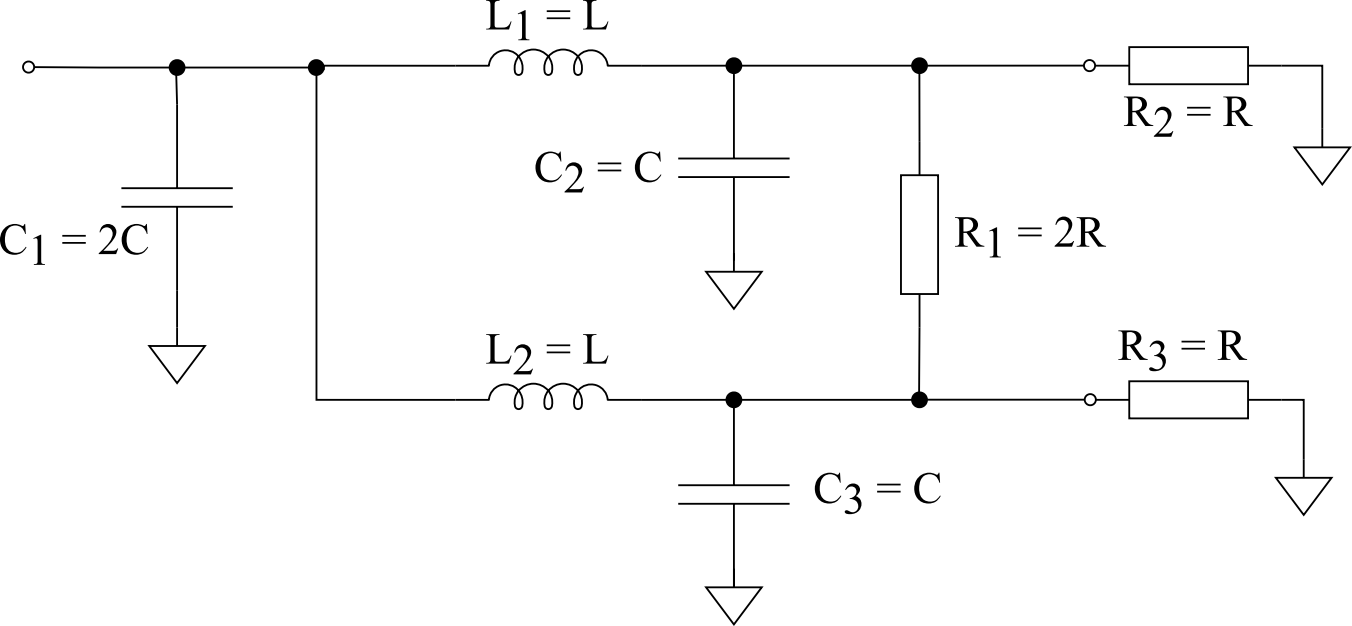 L1 = L
R2 = R
C2 = C
R1 = 2R
C1 = 2C
L2 = L
R3 = R
C3 = C